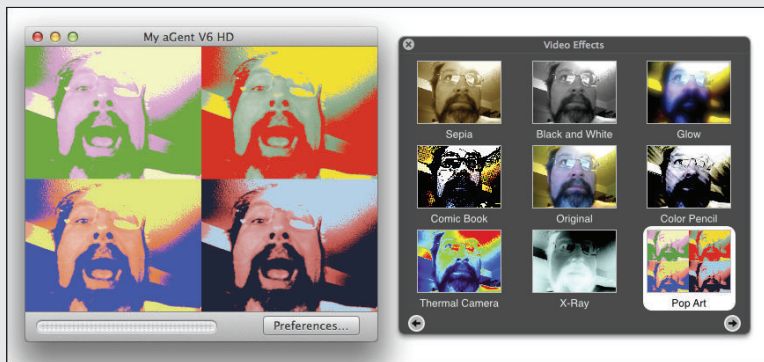 My aGent V6 HD
Preferences...
Video Effects
Sepia
Black and White
Glow
Comic Book
Original
Color Pencil
Thermal Camera
X-Ray
Pop Art